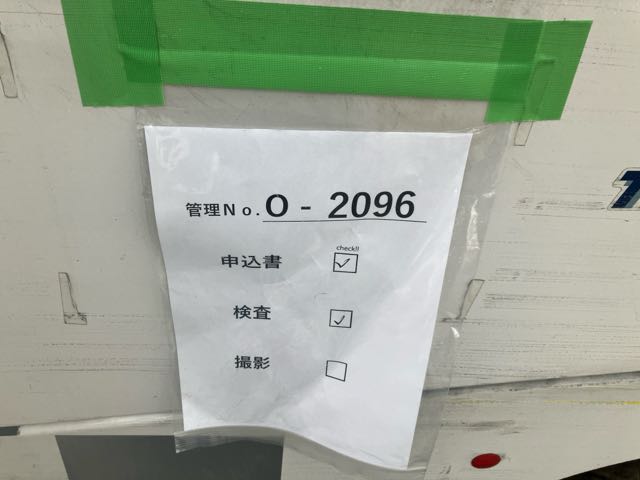 管理No. O - 2096
check!!
申込書 ☑
検査 ☑
撮影 ☐